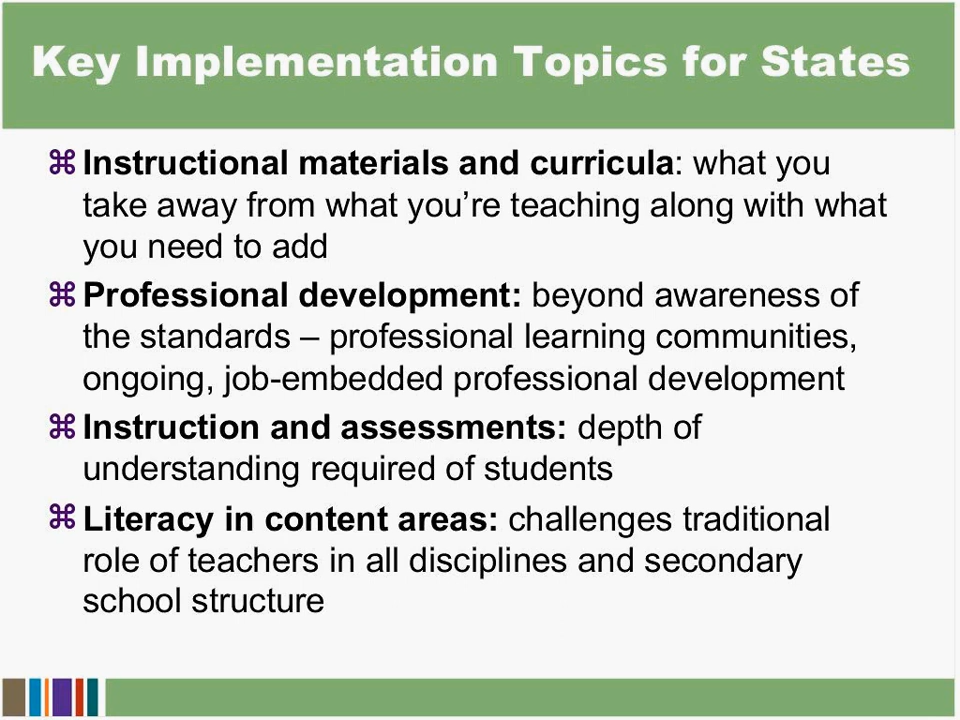 Key Implementation Topics for States
⌘ Instructional materials and curricula: what you
take away from what you’re teaching along with what
you need to add
⌘ Professional development: beyond awareness of
the standards – professional learning communities,
ongoing, job-embedded professional development
⌘ Instruction and assessments: depth of
understanding required of students
⌘ Literacy in content areas: challenges traditional
role of teachers in all disciplines and secondary
school structure